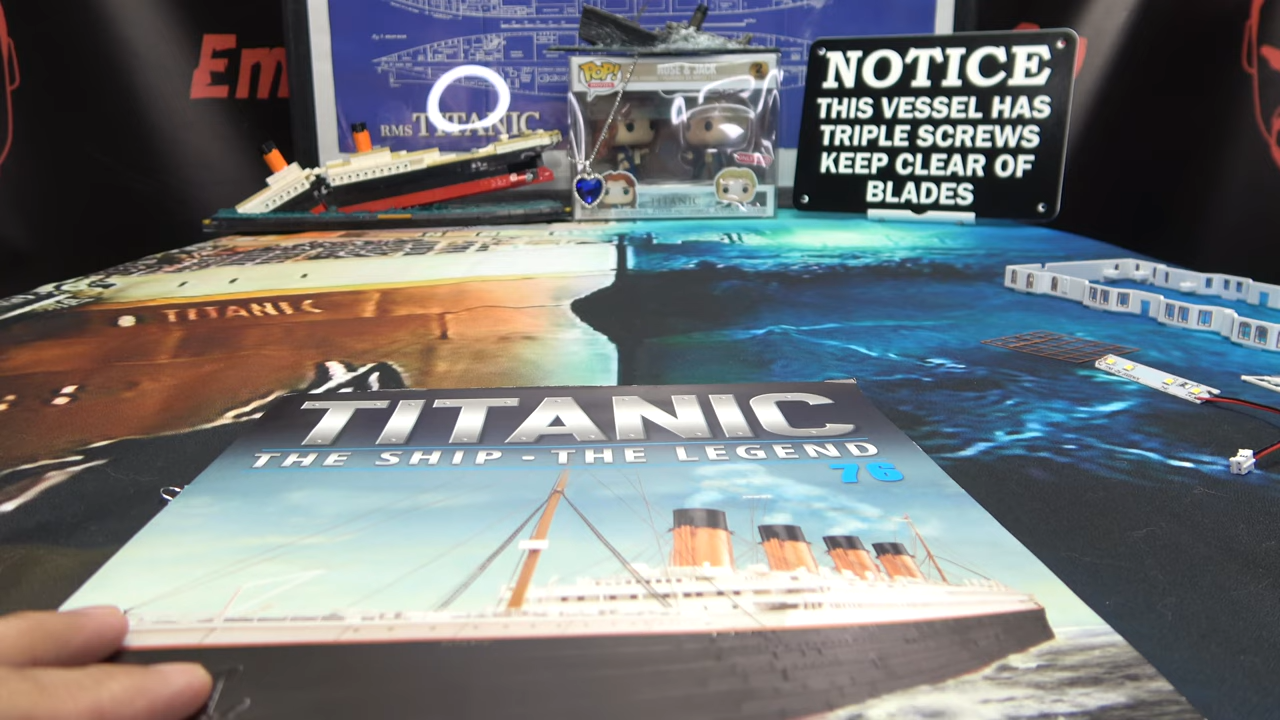 Em
RMS TITANIC
POP!
ROSE & JACK
2
TITANIC
NOTICE
THIS VESSEL HAS
TRIPLE SCREWS
KEEP CLEAR OF
BLADES
TITANIC
TITANIC
THE SHIP • THE LEGEND
76